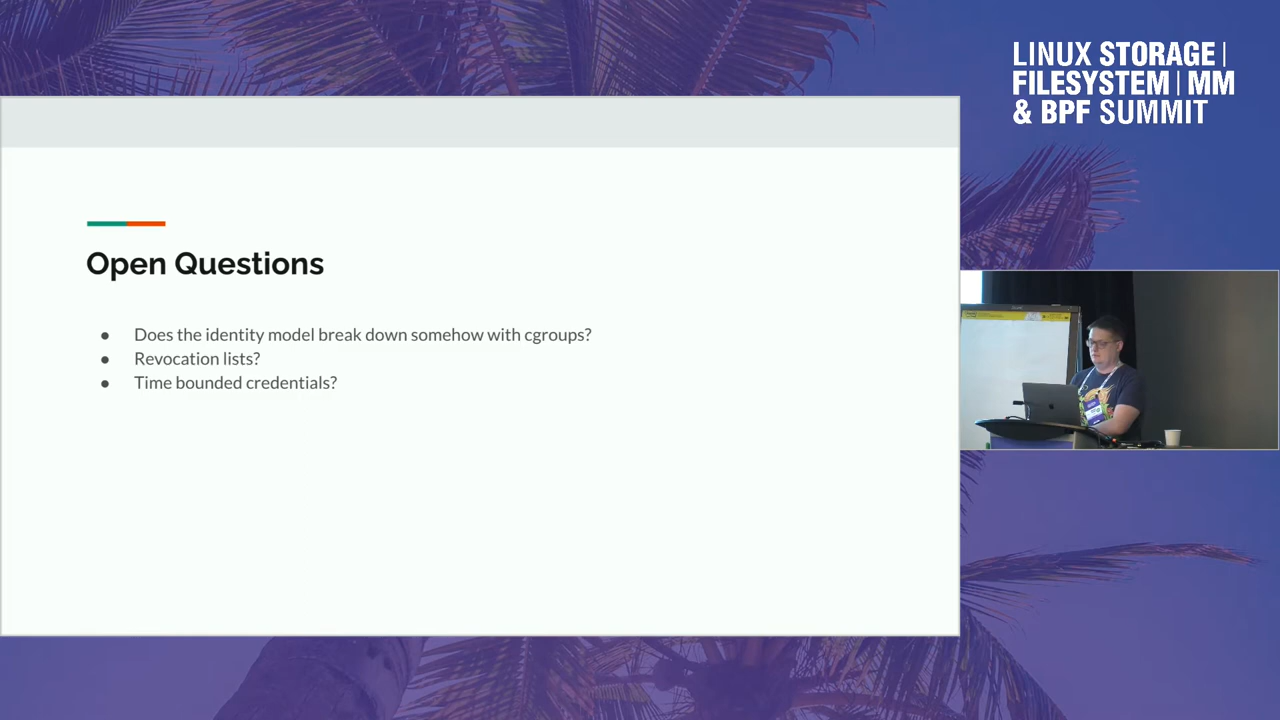 LINUX STORAGE |
FILESYSTEM | MM
& BPF SUMMIT
Open Questions
● Does the identity model break down somehow with cgroups?
● Revocation lists?
● Time bounded credentials?